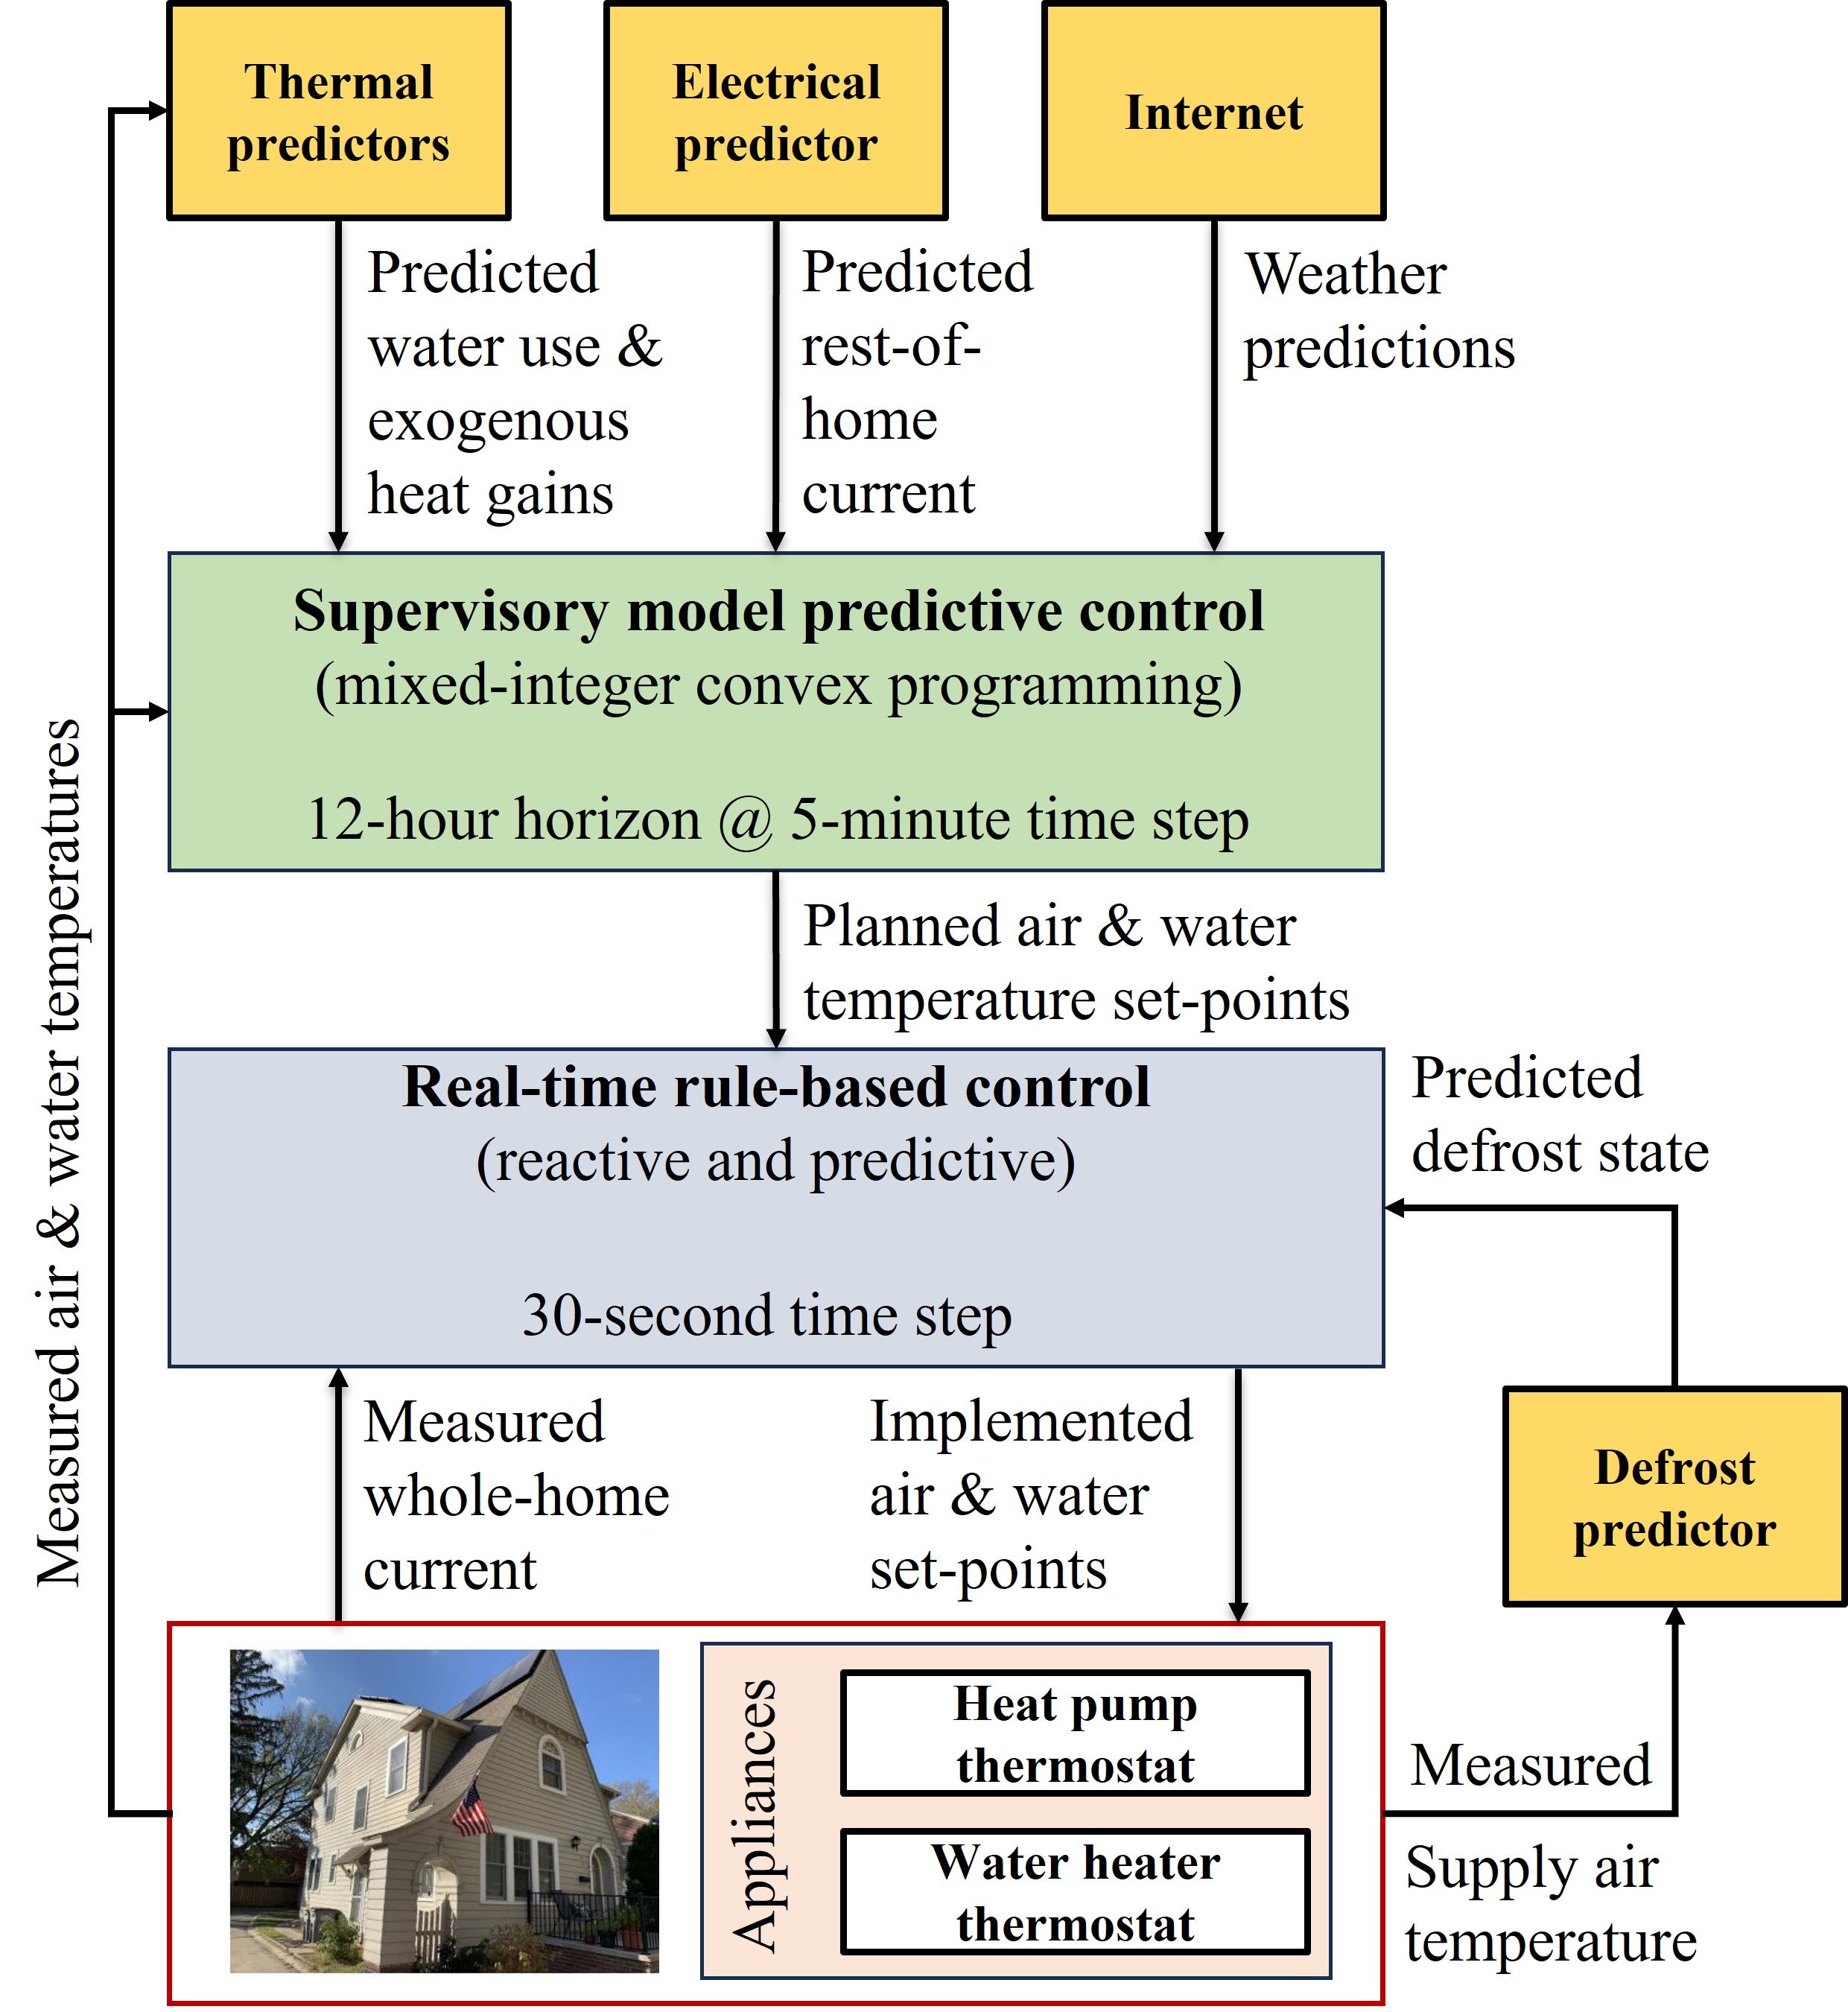 Thermal
predictors
Electrical
predictor
Internet
Predicted
water use &
exogenous
heat gains
Predicted
rest-of-
home
current
Weather
predictions
Supervisory model predictive control
(mixed-integer convex programming)
12-hour horizon @ 5-minute time step
Measured air & water temperatures
Planned air & water
temperature set-points
Real-time rule-based control
(reactive and predictive)
30-second time step
Predicted
defrost state
Measured
whole-home
current
Implemented
air & water
set-points
Defrost
predictor
Appliances
Heat pump
thermostat
Water heater
thermostat
Measured
Supply air
temperature